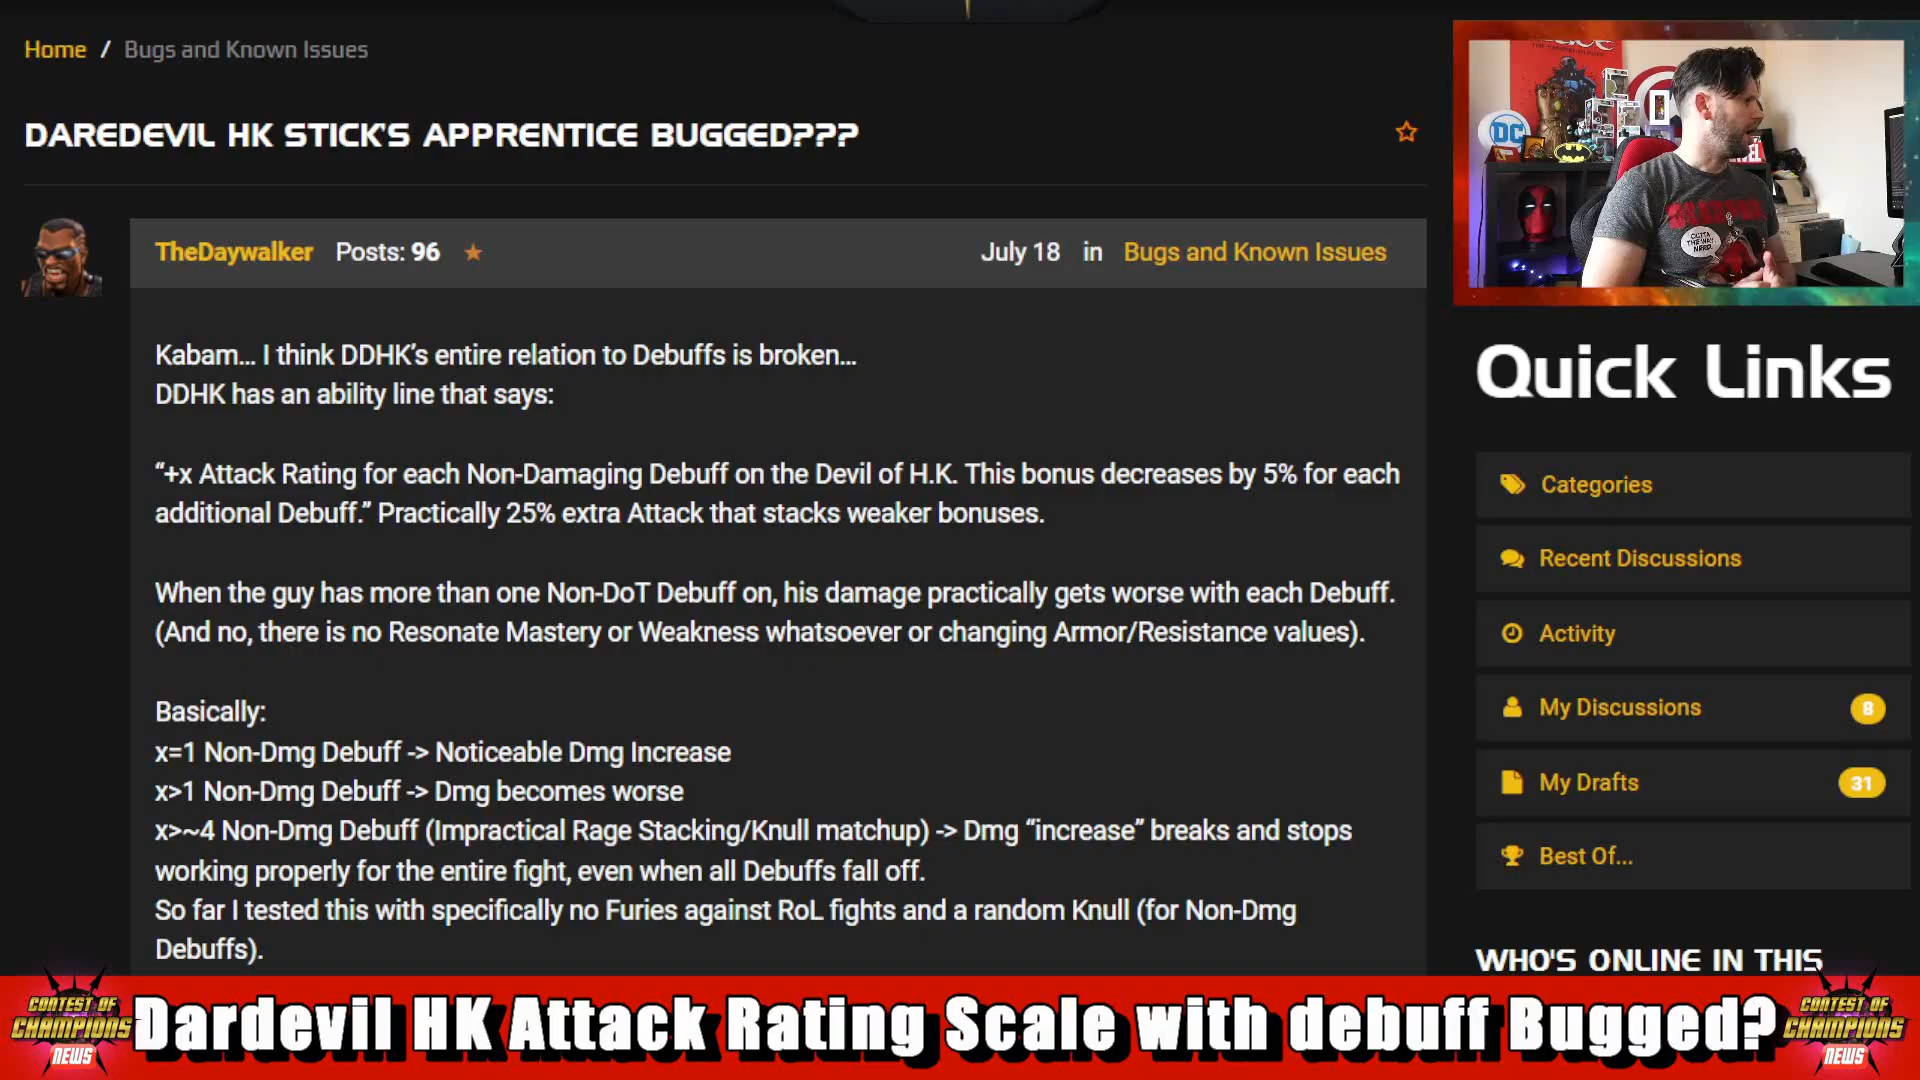 Home / Bugs and Known Issues
DAREDEVIL HK STICK'S APPRENTICE BUGGED???
TheDaywalker Posts: 96 July 18 in Bugs and Known Issues
Kabam... I think DDHK's entire relation to Debuffs is broken...
DDHK has an ability line that says:
“+x Attack Rating for each Non-Damaging Debuff on the Devil of H.K. This bonus decreases by 5% for each
additional Debuff.” Practically 25% extra Attack that stacks weaker bonuses.
When the guy has more than one Non-DoT Debuff on, his damage practically gets worse with each Debuff.
(And no, there is no Resonate Mastery or Weakness whatsoever or changing Armor/Resistance values).
Basically:
x=1 Non-Dmg Debuff -> Noticeable Dmg Increase
x>1 Non-Dmg Debuff -> Dmg becomes worse
x>~4 Non-Dmg Debuff (Impractical Rage Stacking/Knull matchup) -> Dmg “increase” breaks and stops
working properly for the entire fight, even when all Debuffs fall off.
So far I tested this with specifically no Furies against RoL fights and a random Knull (for Non-Dmg
Debuffs).
DC
OUTTA
THE WAY,
NERD.
Quick Links
Categories
Recent Discussions
Activity
My Discussions 8
My Drafts 31
Best Of...
WHO'S ONLINE IN THIS
CONTEST OF
CHAMPIONS
NEWS
Dardevil HK Attack Rating Scale with debuff Bugged?
CONTEST OF
CHAMPIONS
NEWS